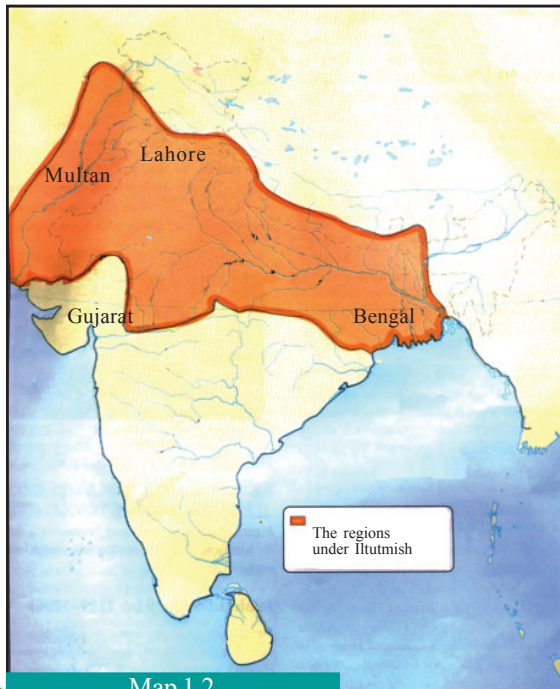 Lahore
Multan
Gujarat
Bengal
The regions
under Iltutmish
Map 1.2